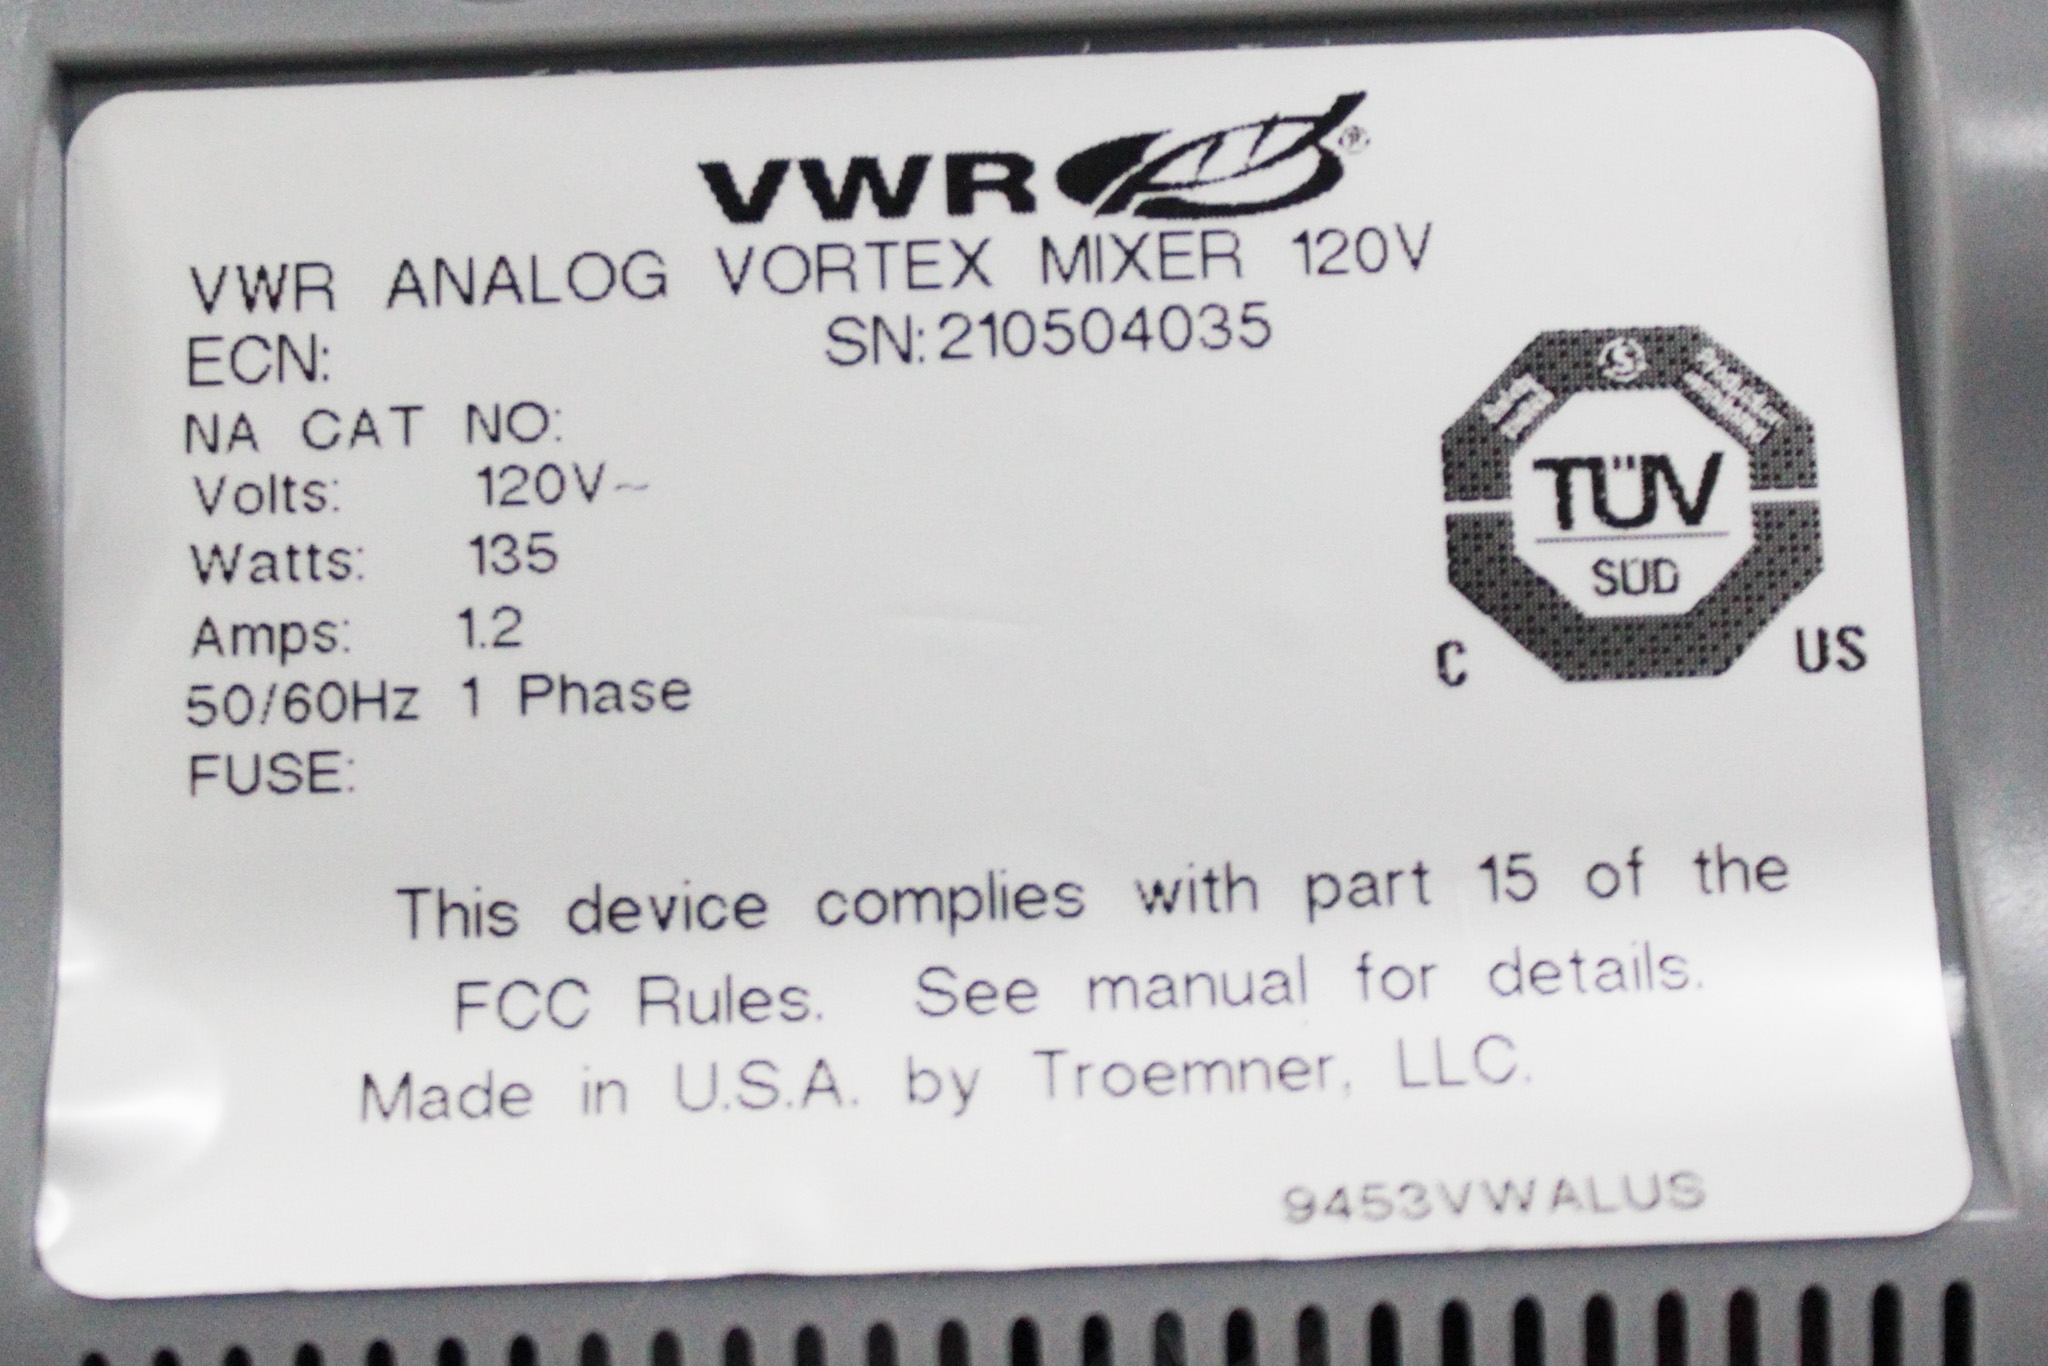 VWR®
VWR ANALOG VORTEX MIXER 120V
ECN: SN:210504035
NA CAT NO:
Volts: 120V~
Watts: 135
Amps: 1.2
50/60Hz 1 Phase
FUSE:
TÜV
SÜD
C US
This device complies with part 15 of the
FCC Rules. See manual for details.
Made in U.S.A. by Troemner, LLC.
9453VWALUS